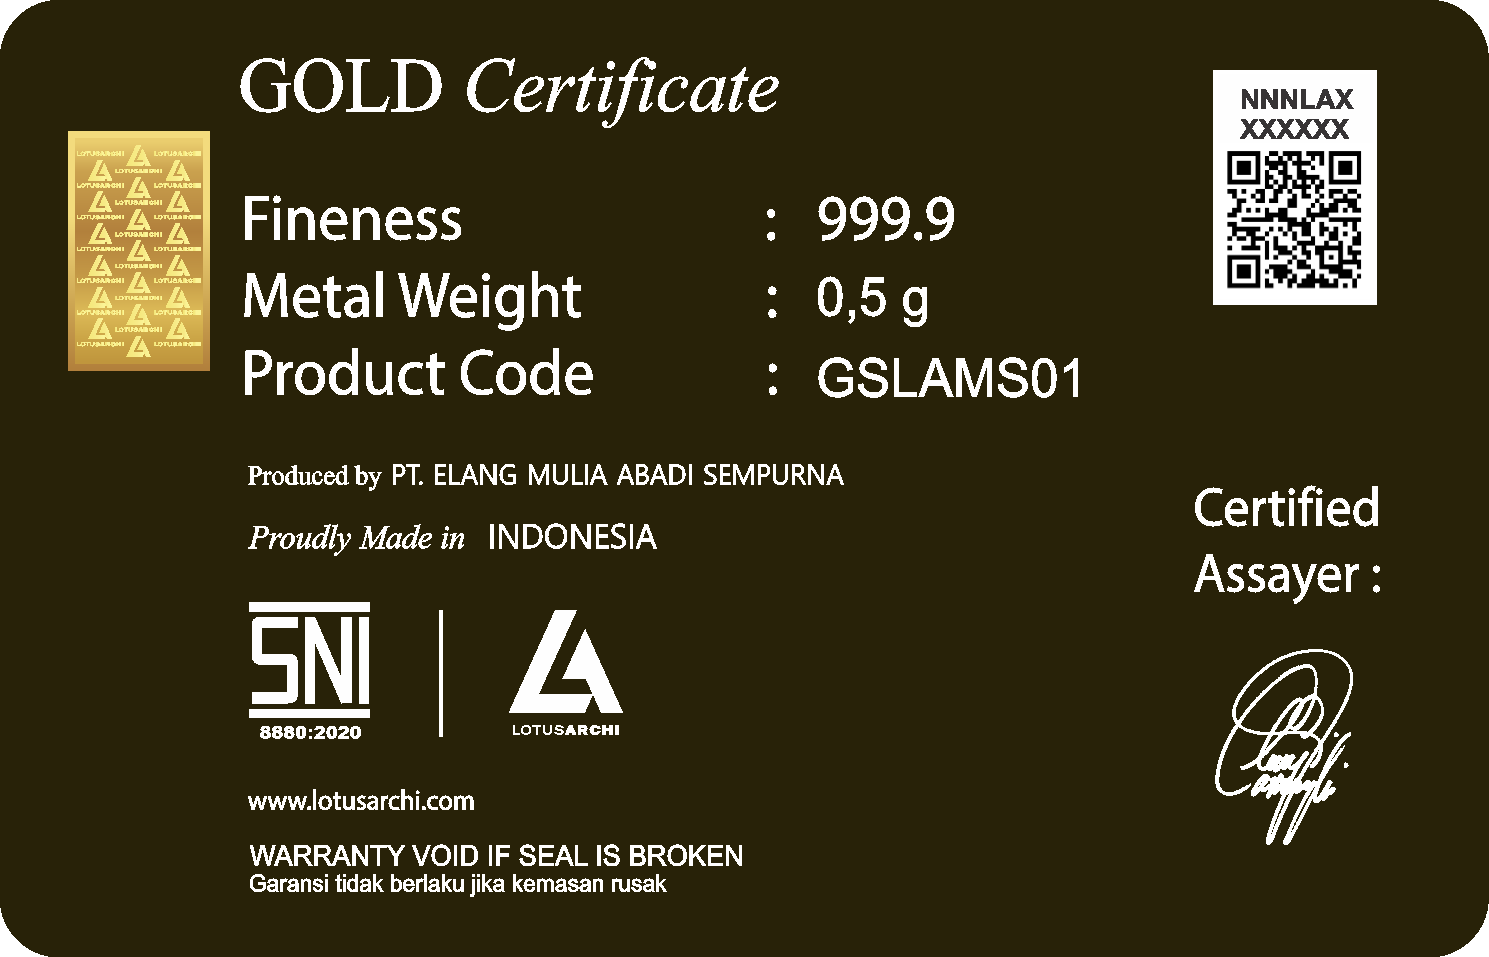 GOLD Certificate
NNNLAX
XXXXXX
Fineness : 999.9
Metal Weight : 0,5 g
Product Code : GSLAMS01
Produced by PT. ELANG MULIA ABADI SEMPURNA
Proudly Made in INDONESIA
Certified
Assayer :
SNI
8880:2020
LOTUSARCHI
www.lotusarchi.com
WARRANTY VOID IF SEAL IS BROKEN
Garansi tidak berlaku jika kemasan rusak